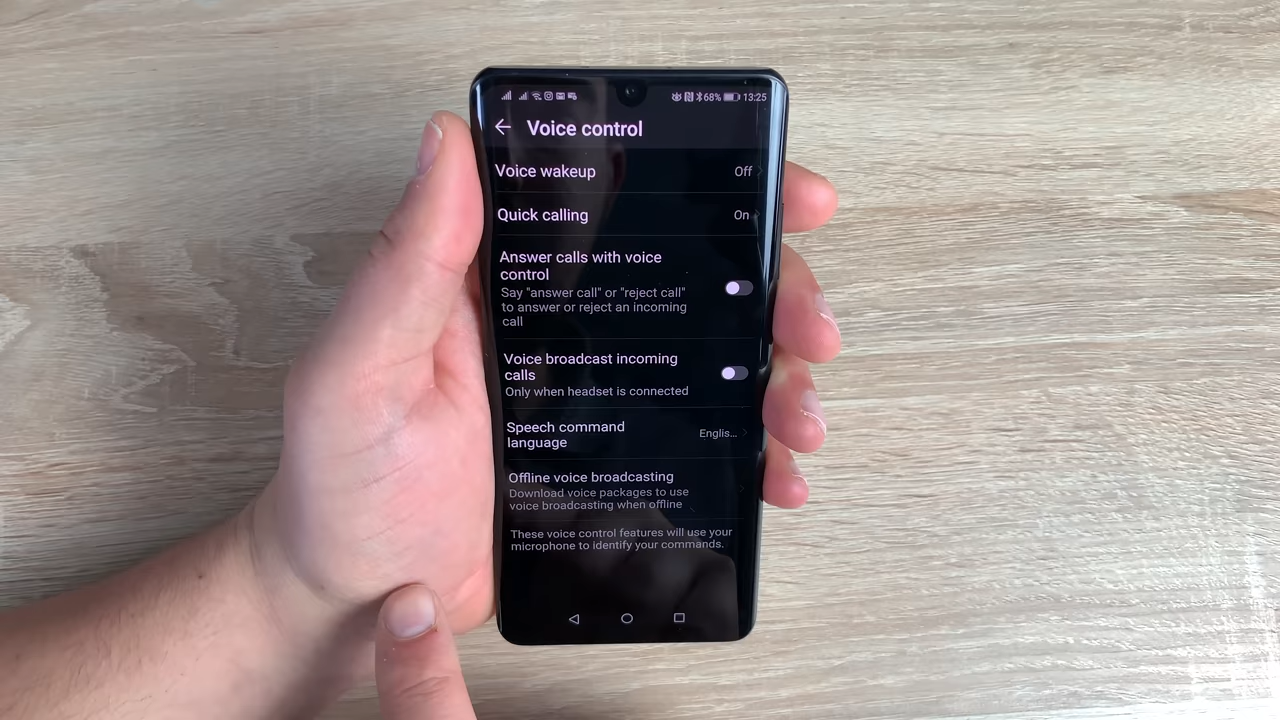 68% 13:25
Voice control
Voice wakeup Off
Quick calling On
Answer calls with voice
control
Say "answer call" or "reject call"
to answer or reject an incoming
call
Voice broadcast incoming
calls
Only when headset is connected
Speech command
language Englis...
Offline voice broadcasting
Download voice packages to use
voice broadcasting when offline
These voice control features will use your
microphone to identify your commands.